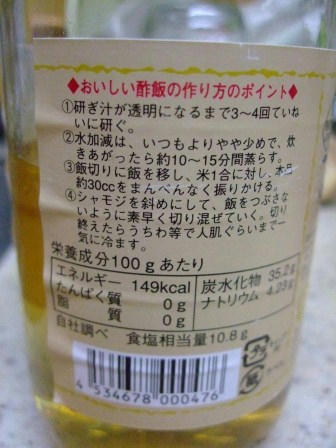 ◆おいしい酢飯の作り方のポイント◆
①研ぎ汁が透明になるまで3〜4回ていね
いに研ぐ。
②水加減は、いつもよりやや少めで、炊
きあがったら約10〜15分間蒸らす。
③飯切りに飯を移し、米1合に対し、本品
約30ccをまんべんなく振りかける。
④シャモジを斜めにして、飯をつぶさな
いように素早く切り混ぜていく。切り
終えたらうちわ等で人肌ぐらいまで一
気に冷ます。
栄養成分100gあたり
エネルギー 149kcal
たんぱく質 0g
脂質 0g
炭水化物 35.2g
ナトリウム 4.23g
自社調べ 食塩相当量10.8g
4 534678 000476